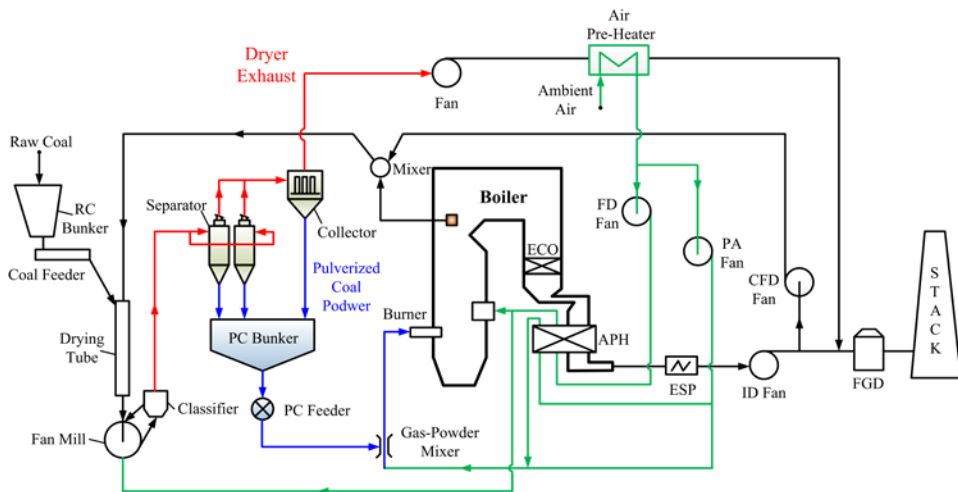 Air
Pre-Heater
Dryer
Exhaust
Fan
Ambient
Air
Raw Coal
Mixer
RC
Bunker
Separator
Boiler
FD
Fan
Collector
PA
Fan
Coal Feeder
ECO
CFD
Fan
Pulverized
Coal
Podwer
STACK
Burner
PC Bunker
Drying
Tube
APH
ESP
ID Fan
FGD
Classifier
PC Feeder
Fan Mill
Gas-Powder
Mixer